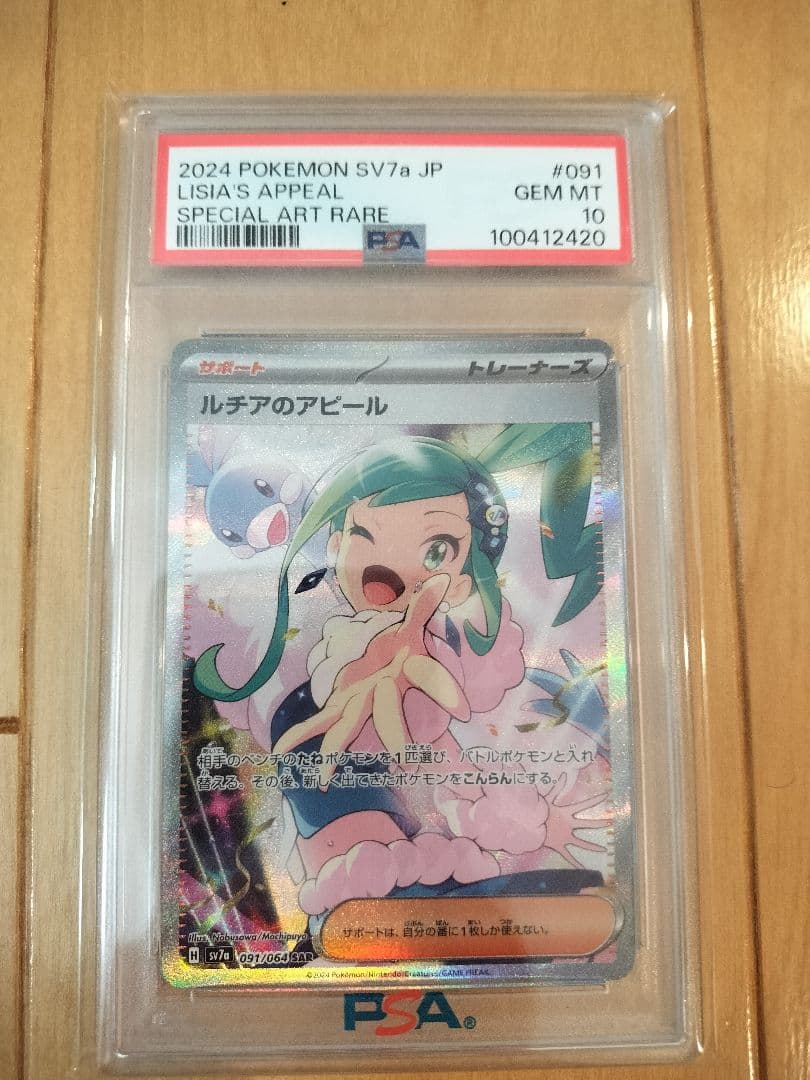 2024 POKEMON SV7a JP #091
LISIA'S APPEAL GEM MT
SPECIAL ART RARE 10
PSA 100412420
サポート トレーナーズ
ルチアのアピール
相手のベンチのたねポケモンを1匹選び、バトルポケモンと入れ
替える。その後、新しく出てきたポケモンをこんらんにする。
サポートは、自分の番に1枚しか使えない。
Illus. Nobusawa/Mochipuyo
H sv7a 091/064 SAR
©2024 Pokémon/Nintendo/Creatures/GAME FREAK.
PSA®